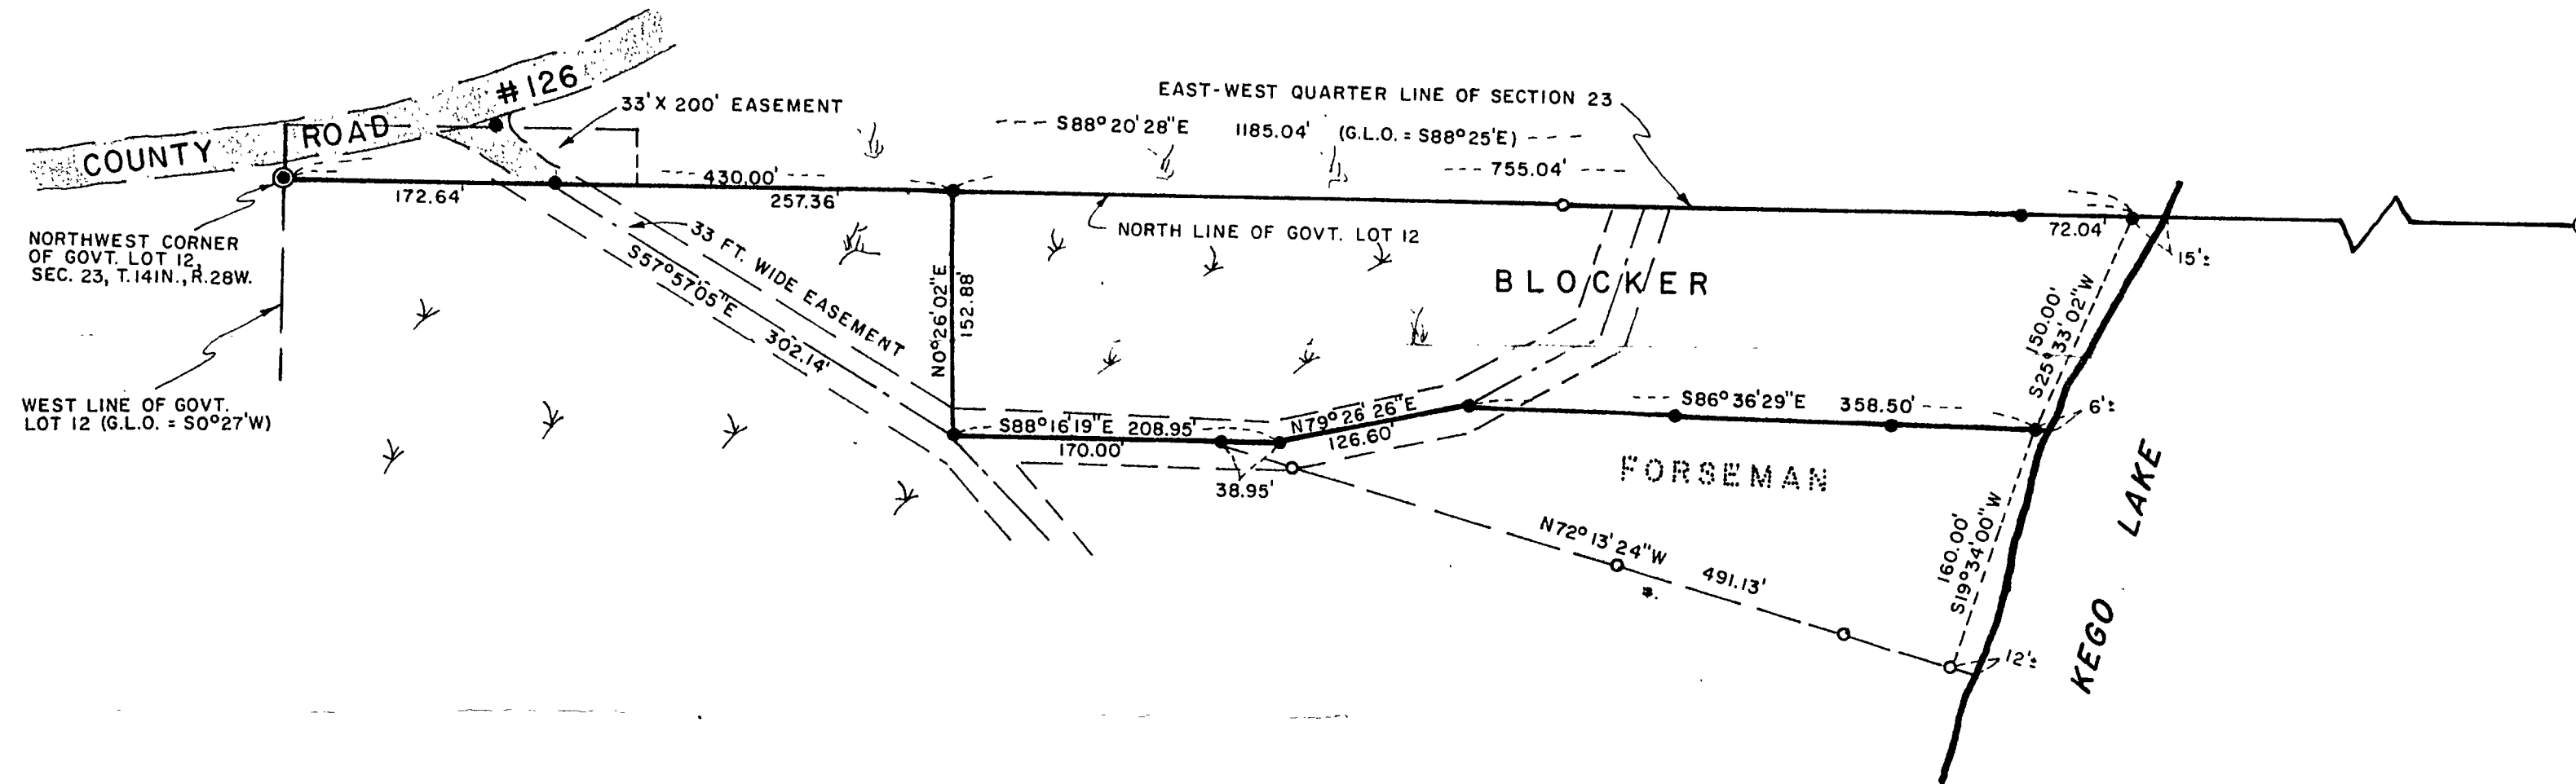 COUNTY ROAD #126
33' X 200' EASEMENT
EAST-WEST QUARTER LINE OF SECTION 23
S88°20'28"E 1185.04' (G.L.O. = S88°25'E)
430.00'
755.04'
172.64'
257.36'
72.04'
15'±
NORTHWEST CORNER
OF GOVT. LOT 12,
SEC. 23, T.141N., R.28W.
NORTH LINE OF GOVT. LOT 12
33 FT. WIDE EASEMENT
S57°57'05"E 302.14'
N0°26'02"E
152.88'
BLOCKER
150.00'
S25°33'02"W
WEST LINE OF GOVT.
LOT 12 (G.L.O. = S0°27'W)
S88°16'19"E 208.95'
170.00'
38.95'
N79°26'26"E
126.60'
S86°36'29"E 358.50'
6'±
FORSEMAN
N72°13'24"W 491.13'
160.00'
S19°34'00"W
12'±
KEGO LAKE